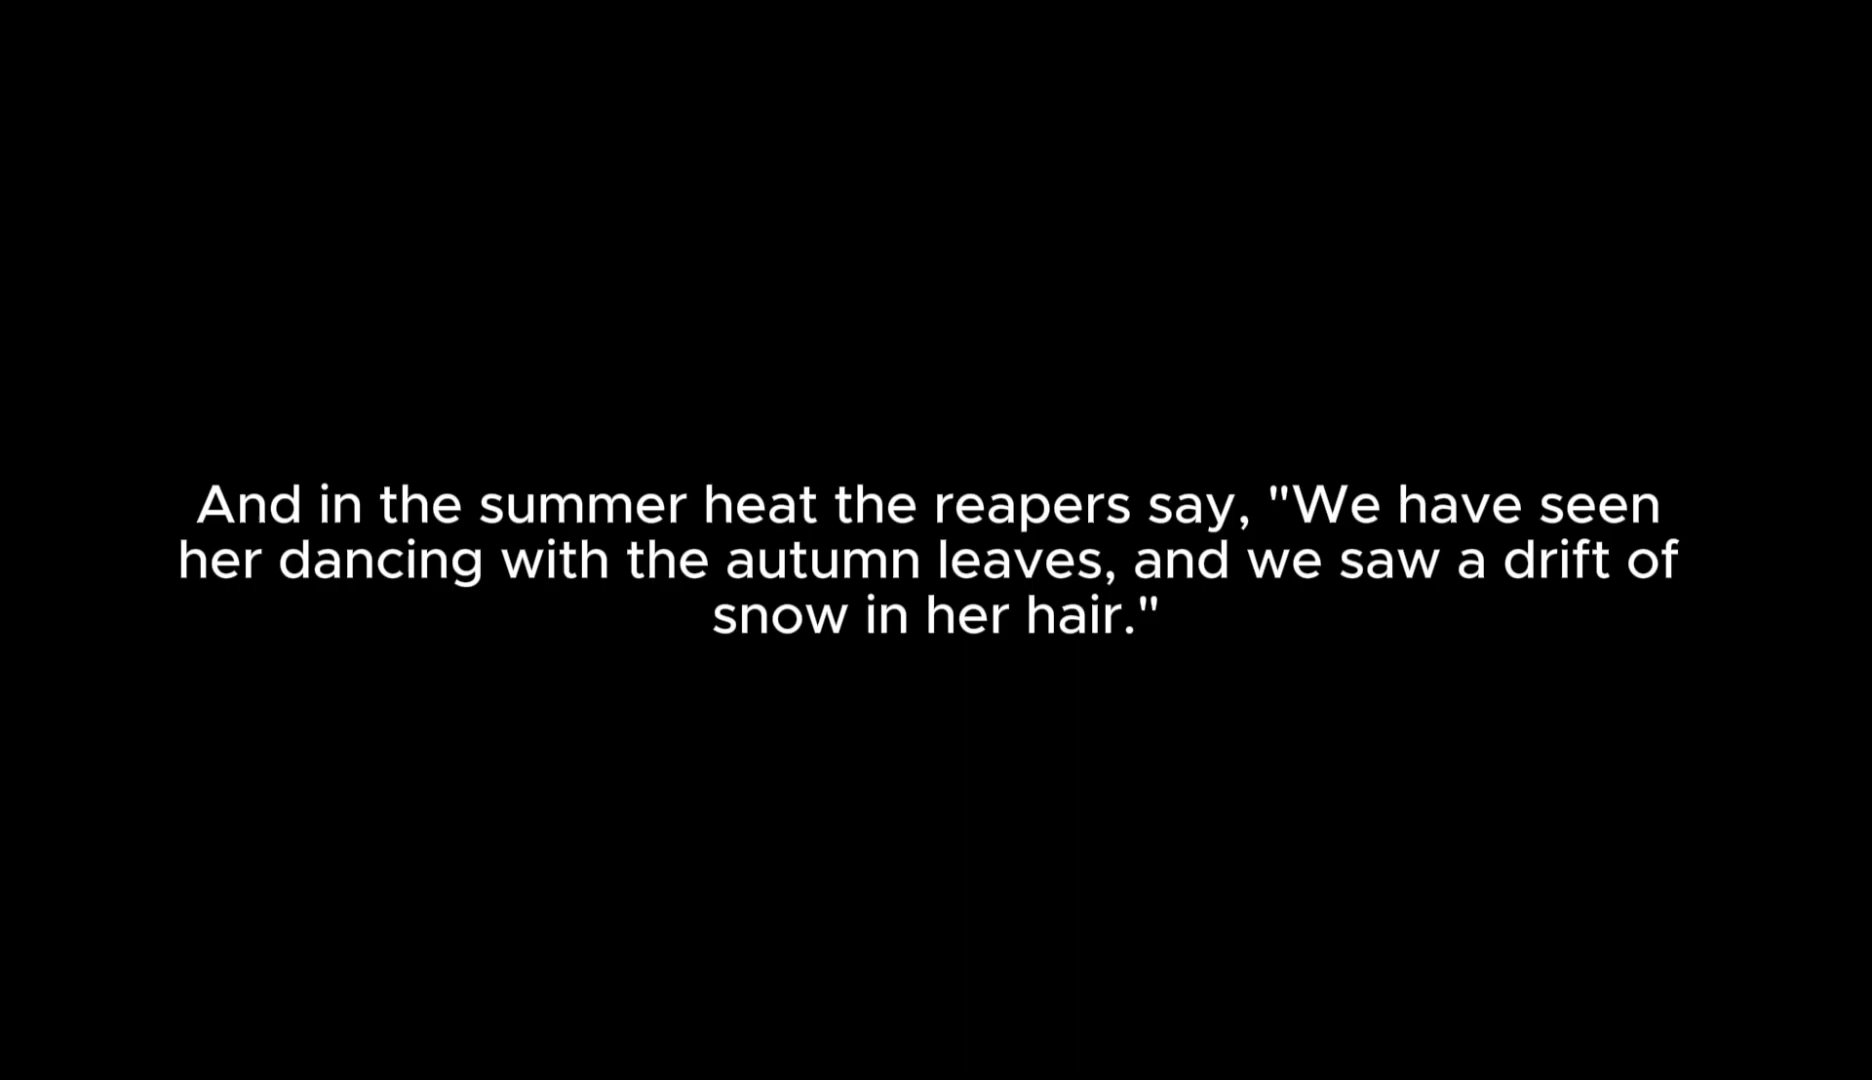 And in the summer heat the reapers say, "We have seen
her dancing with the autumn leaves, and we saw a drift of
snow in her hair."